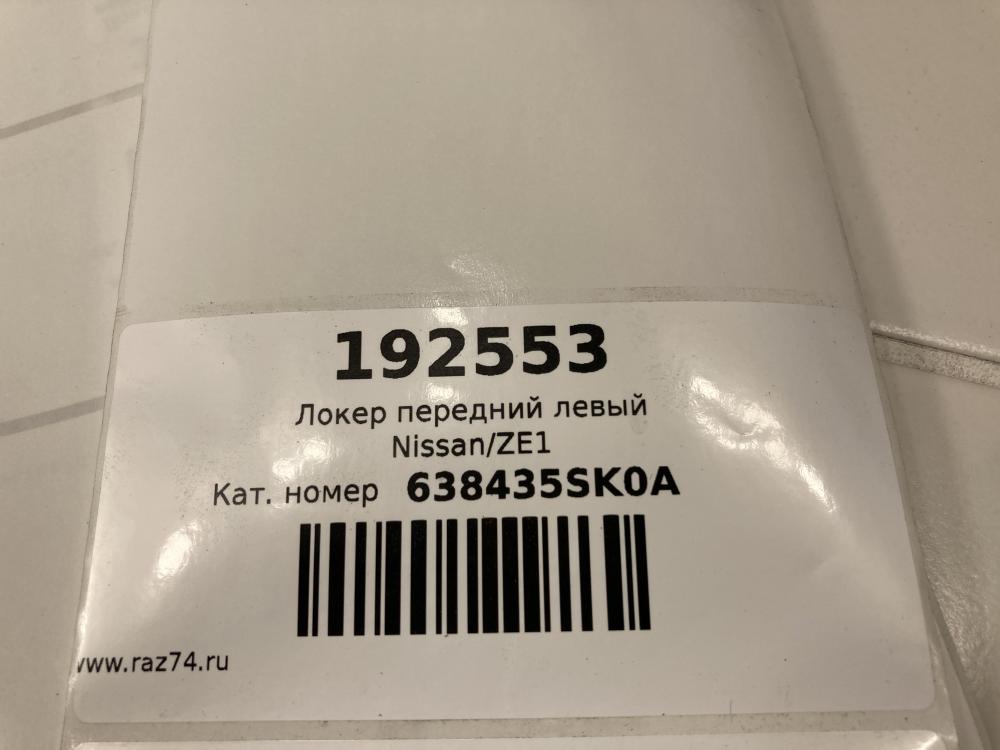 192553
Локер передний левый
Nissan/ZE1
Кат. номер 638435SK0A
www.raz74.ru